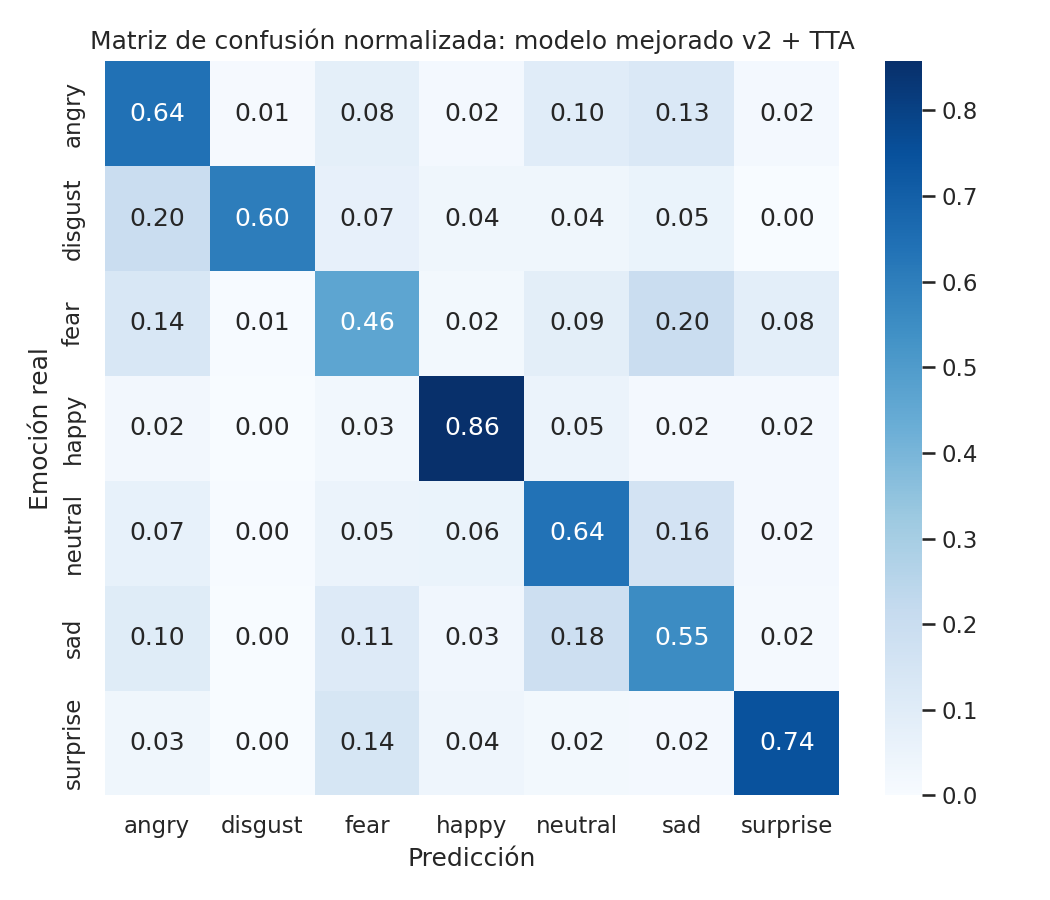 Matriz de confusión normalizada: modelo mejorado v2 + TTA
Emoción real
angry 0.64 0.01 0.08 0.02 0.10 0.13 0.02
disgust 0.20 0.60 0.07 0.04 0.04 0.05 0.00
fear 0.14 0.01 0.46 0.02 0.09 0.20 0.08
happy 0.02 0.00 0.03 0.86 0.05 0.02 0.02
neutral 0.07 0.00 0.05 0.06 0.64 0.16 0.02
sad 0.10 0.00 0.11 0.03 0.18 0.55 0.02
surprise 0.03 0.00 0.14 0.04 0.02 0.02 0.74
angry disgust fear happy neutral sad surprise
Predicción
0.8
0.7
0.6
0.5
0.4
0.3
0.2
0.1
0.0